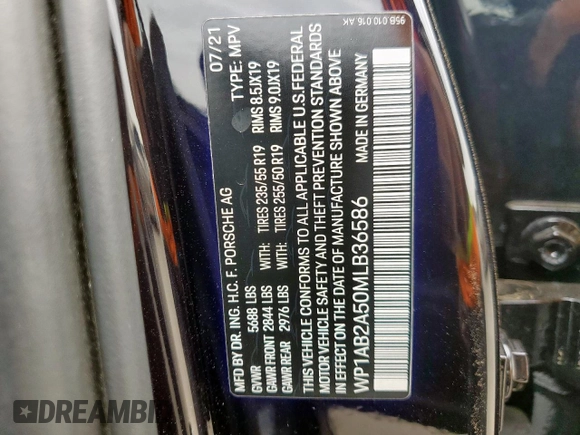 95B.010.016.AK
MFD BY DR. ING. H.C. F. PORSCHE AG 07/21
GVWR 5688 LBS TYPE: MPV
GAWR FRONT 2844 LBS WITH: TIRES 235/55 R19 RIMS 8.5JX19
GAWR REAR 2976 LBS WITH: TIRES 255/50 R19 RIMS 9.0JX19
THIS VEHICLE CONFORMS TO ALL APPLICABLE U.S. FEDERAL
MOTOR VEHICLE SAFETY AND THEFT PREVENTION STANDARDS
IN EFFECT ON THE DATE OF MANUFACTURE SHOWN ABOVE
WP1AB2A50MLB36586 MADE IN GERMANY
DREAMBI